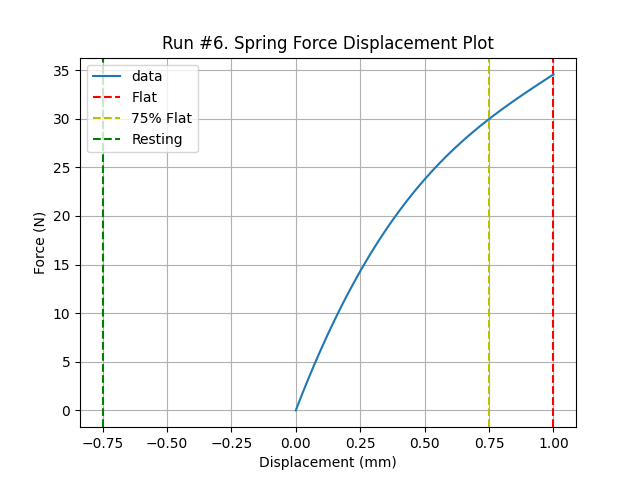 Run #6. Spring Force Displacement Plot
35
30
25
20
15
10
5
0
Force (N)
data
Flat
75% Flat
Resting
−0.75 −0.50 −0.25 0.00 0.25 0.50 0.75 1.00
Displacement (mm)